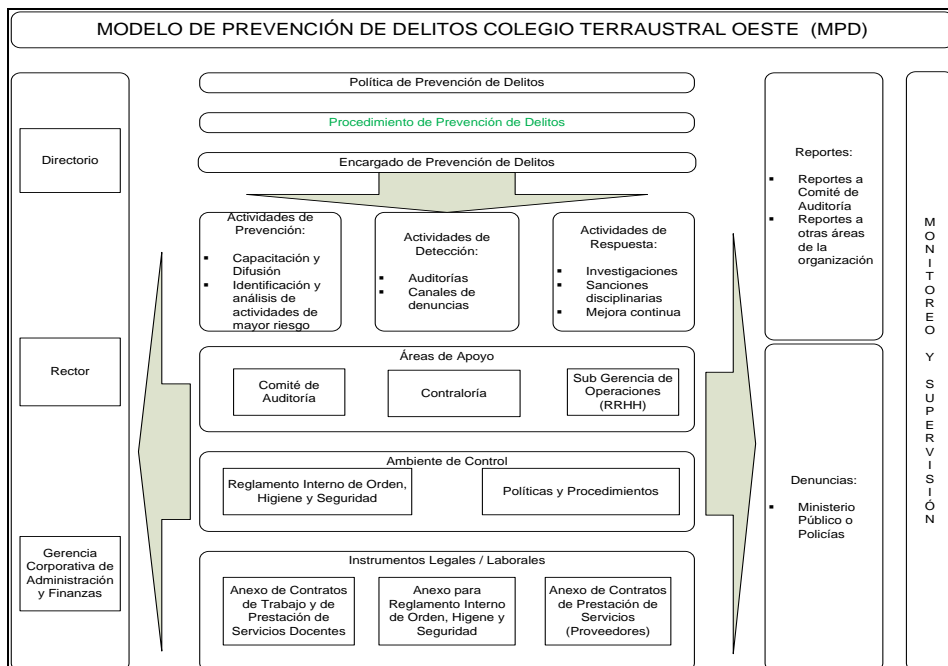 MODELO DE PREVENCIÓN DE DELITOS COLEGIO TERRAUSTRAL OESTE (MPD)
Directorio
Rector
Gerencia
Corporativa de
Administración
y Finanzas
Política de Prevención de Delitos
Procedimiento de Prevención de Delitos
Encargado de Prevención de Delitos
Actividades de
Prevención:
▪ Capacitación y
Difusión
▪ Identificación y
análisis de
actividades de
mayor riesgo
Actividades de
Detección:
▪ Auditorías
▪ Canales de
denuncias
Actividades de
Respuesta:
▪ Investigaciones
▪ Sanciones
disciplinarias
▪ Mejora continua
Áreas de Apoyo
Comité de
Auditoría
Contraloría
Sub Gerencia de
Operaciones
(RRHH)
Ambiente de Control
Reglamento Interno de Orden,
Higiene y Seguridad
Políticas y Procedimientos
Instrumentos Legales / Laborales
Anexo de Contratos
de Trabajo y de
Prestación de
Servicios Docentes
Anexo para
Reglamento Interno
de Orden, Higene y
Seguridad
Anexo de Contratos
de Prestación de
Servicios
(Proveedores)
Reportes:
▪ Reportes a
Comité de
Auditoría
▪ Reportes a
otras áreas
de la
organización
Denuncias:
▪ Ministerio
Público o
Policías
MONITOREO Y SUPERVISIÓN